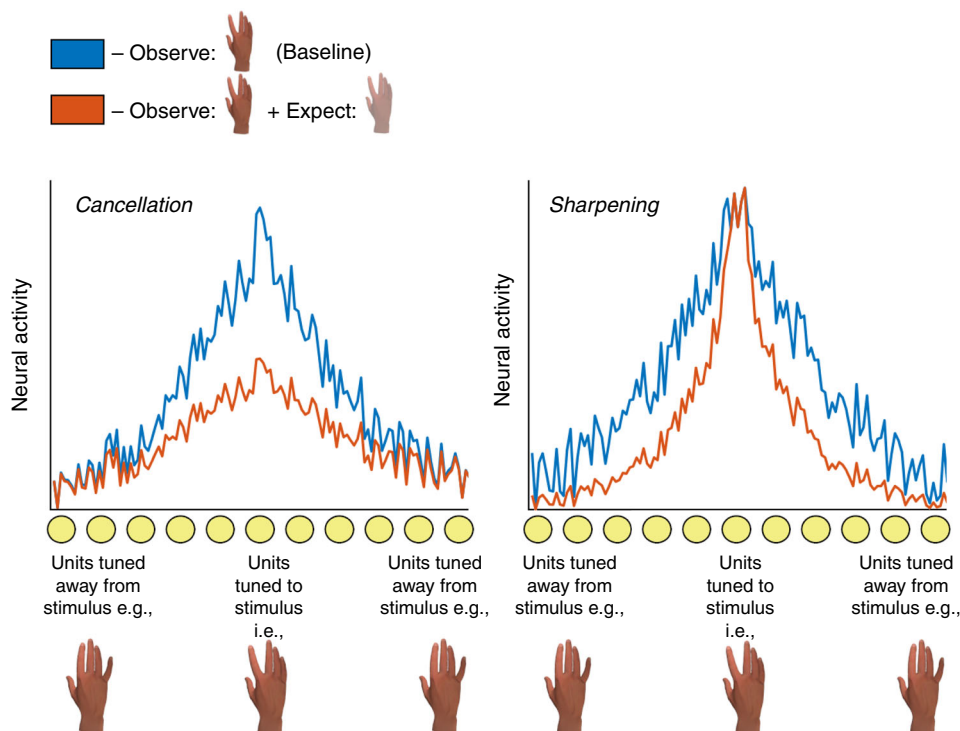 – Observe: (Baseline)
– Observe: + Expect:
Cancellation
Neural activity
Units tuned
away from
stimulus e.g.,
Units
tuned to
stimulus
i.e.,
Units tuned
away from
stimulus e.g.,
Sharpening
Neural activity
Units tuned
away from
stimulus e.g.,
Units
tuned to
stimulus
i.e.,
Units tuned
away from
stimulus e.g.,